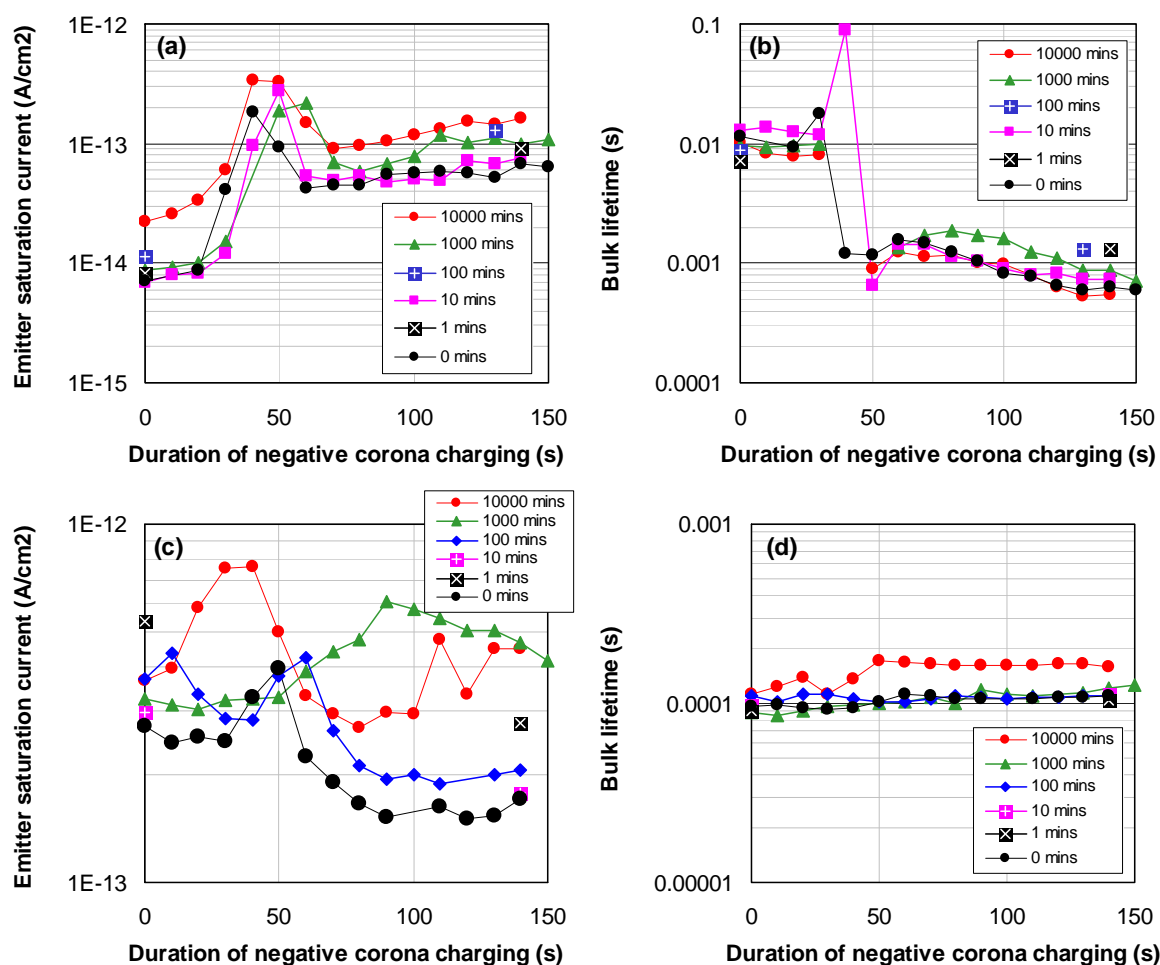 Emitter saturation current (A/cm2)
1E-12
1E-13
1E-14
1E-15
(a)
10000 mins
1000 mins
100 mins
10 mins
1 mins
0 mins
0
50
100
150
Duration of negative corona charging (s)
Bulk lifetime (s)
0.1
0.01
0.001
0.0001
(b)
10000 mins
1000 mins
100 mins
10 mins
1 mins
0 mins
0
50
100
150
Duration of negative corona charging (s)
Emitter saturation current (A/cm2)
1E-12
1E-13
(c)
10000 mins
1000 mins
100 mins
10 mins
1 mins
0 mins
0
50
100
150
Duration of negative corona charging (s)
Bulk lifetime (s)
0.001
0.0001
0.00001
(d)
10000 mins
1000 mins
100 mins
10 mins
1 mins
0 mins
0
50
100
150
Duration of negative corona charging (s)